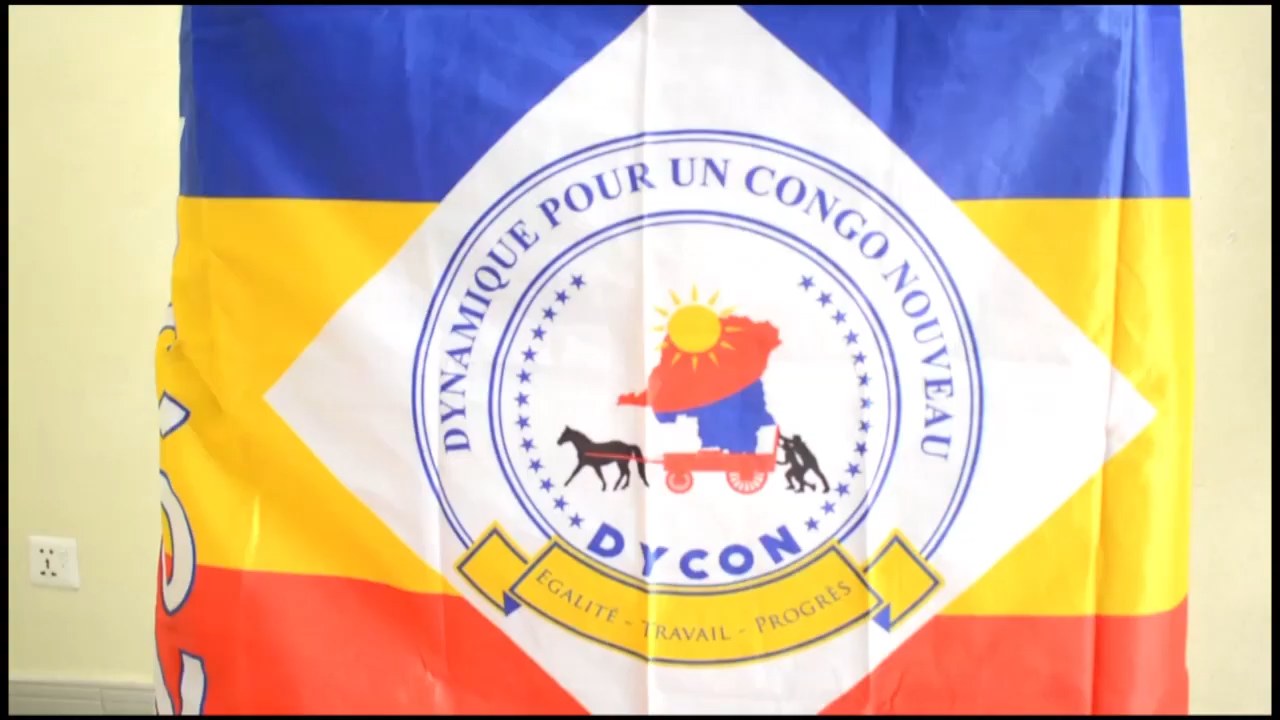 DYNAMIQUE POUR UN CONGO NOUVEAU
DYCON
EGALITÉ - TRAVAIL - PROGRÈS